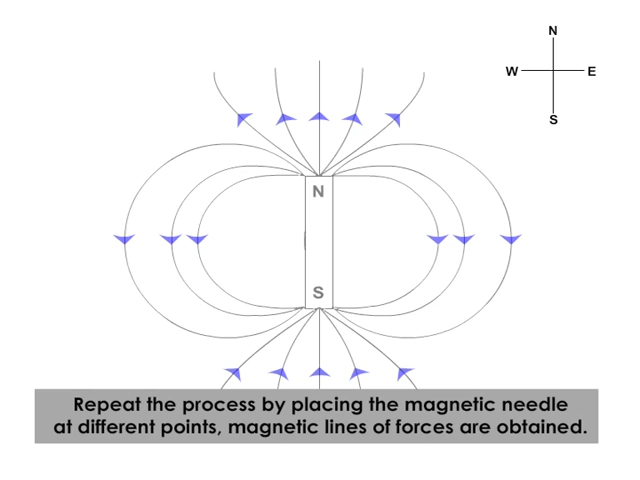 N
W E
S
N
S
Repeat the process by placing the magnetic needle
at different points, magnetic lines of forces are obtained.